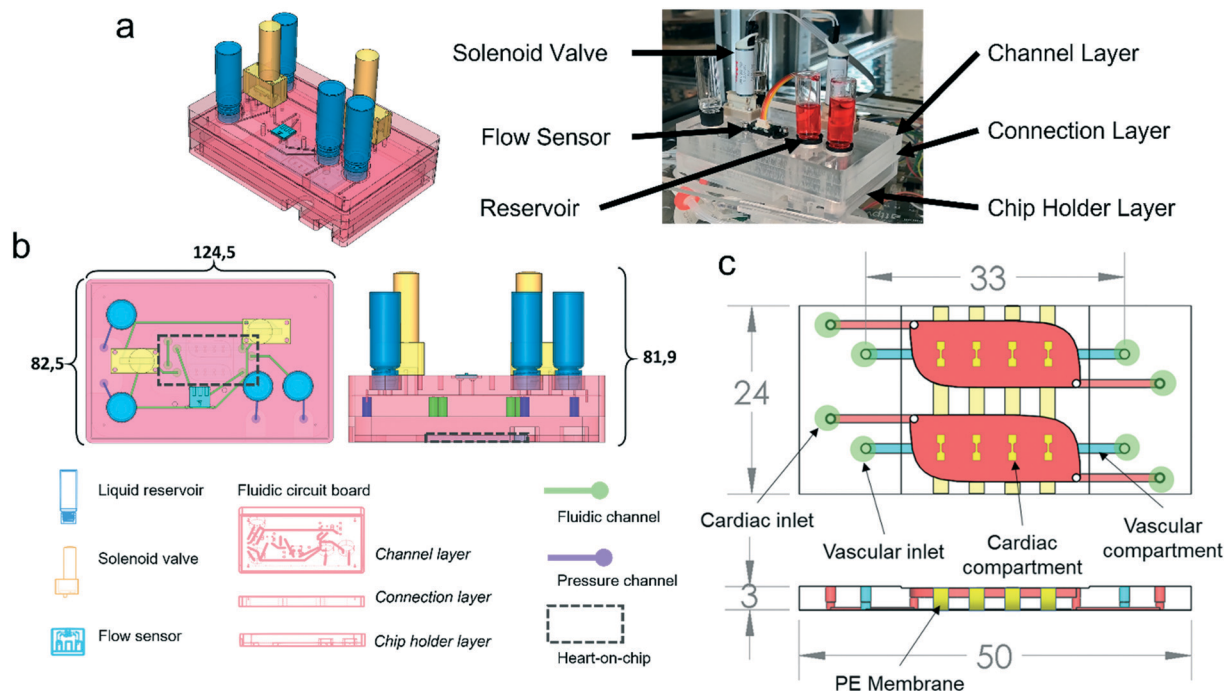 a
Solenoid Valve
Flow Sensor
Reservoir
Channel Layer
Connection Layer
Chip Holder Layer
b
124,5
82,5
81,9
Liquid reservoir
Solenoid valve
Flow sensor
Fluidic circuit board
Channel layer
Connection layer
Chip holder layer
Fluidic channel
Pressure channel
Heart-on-chip
c
33
24
Cardiac inlet
Vascular inlet
Cardiac
compartment
Vascular
compartment
3
50
PE Membrane